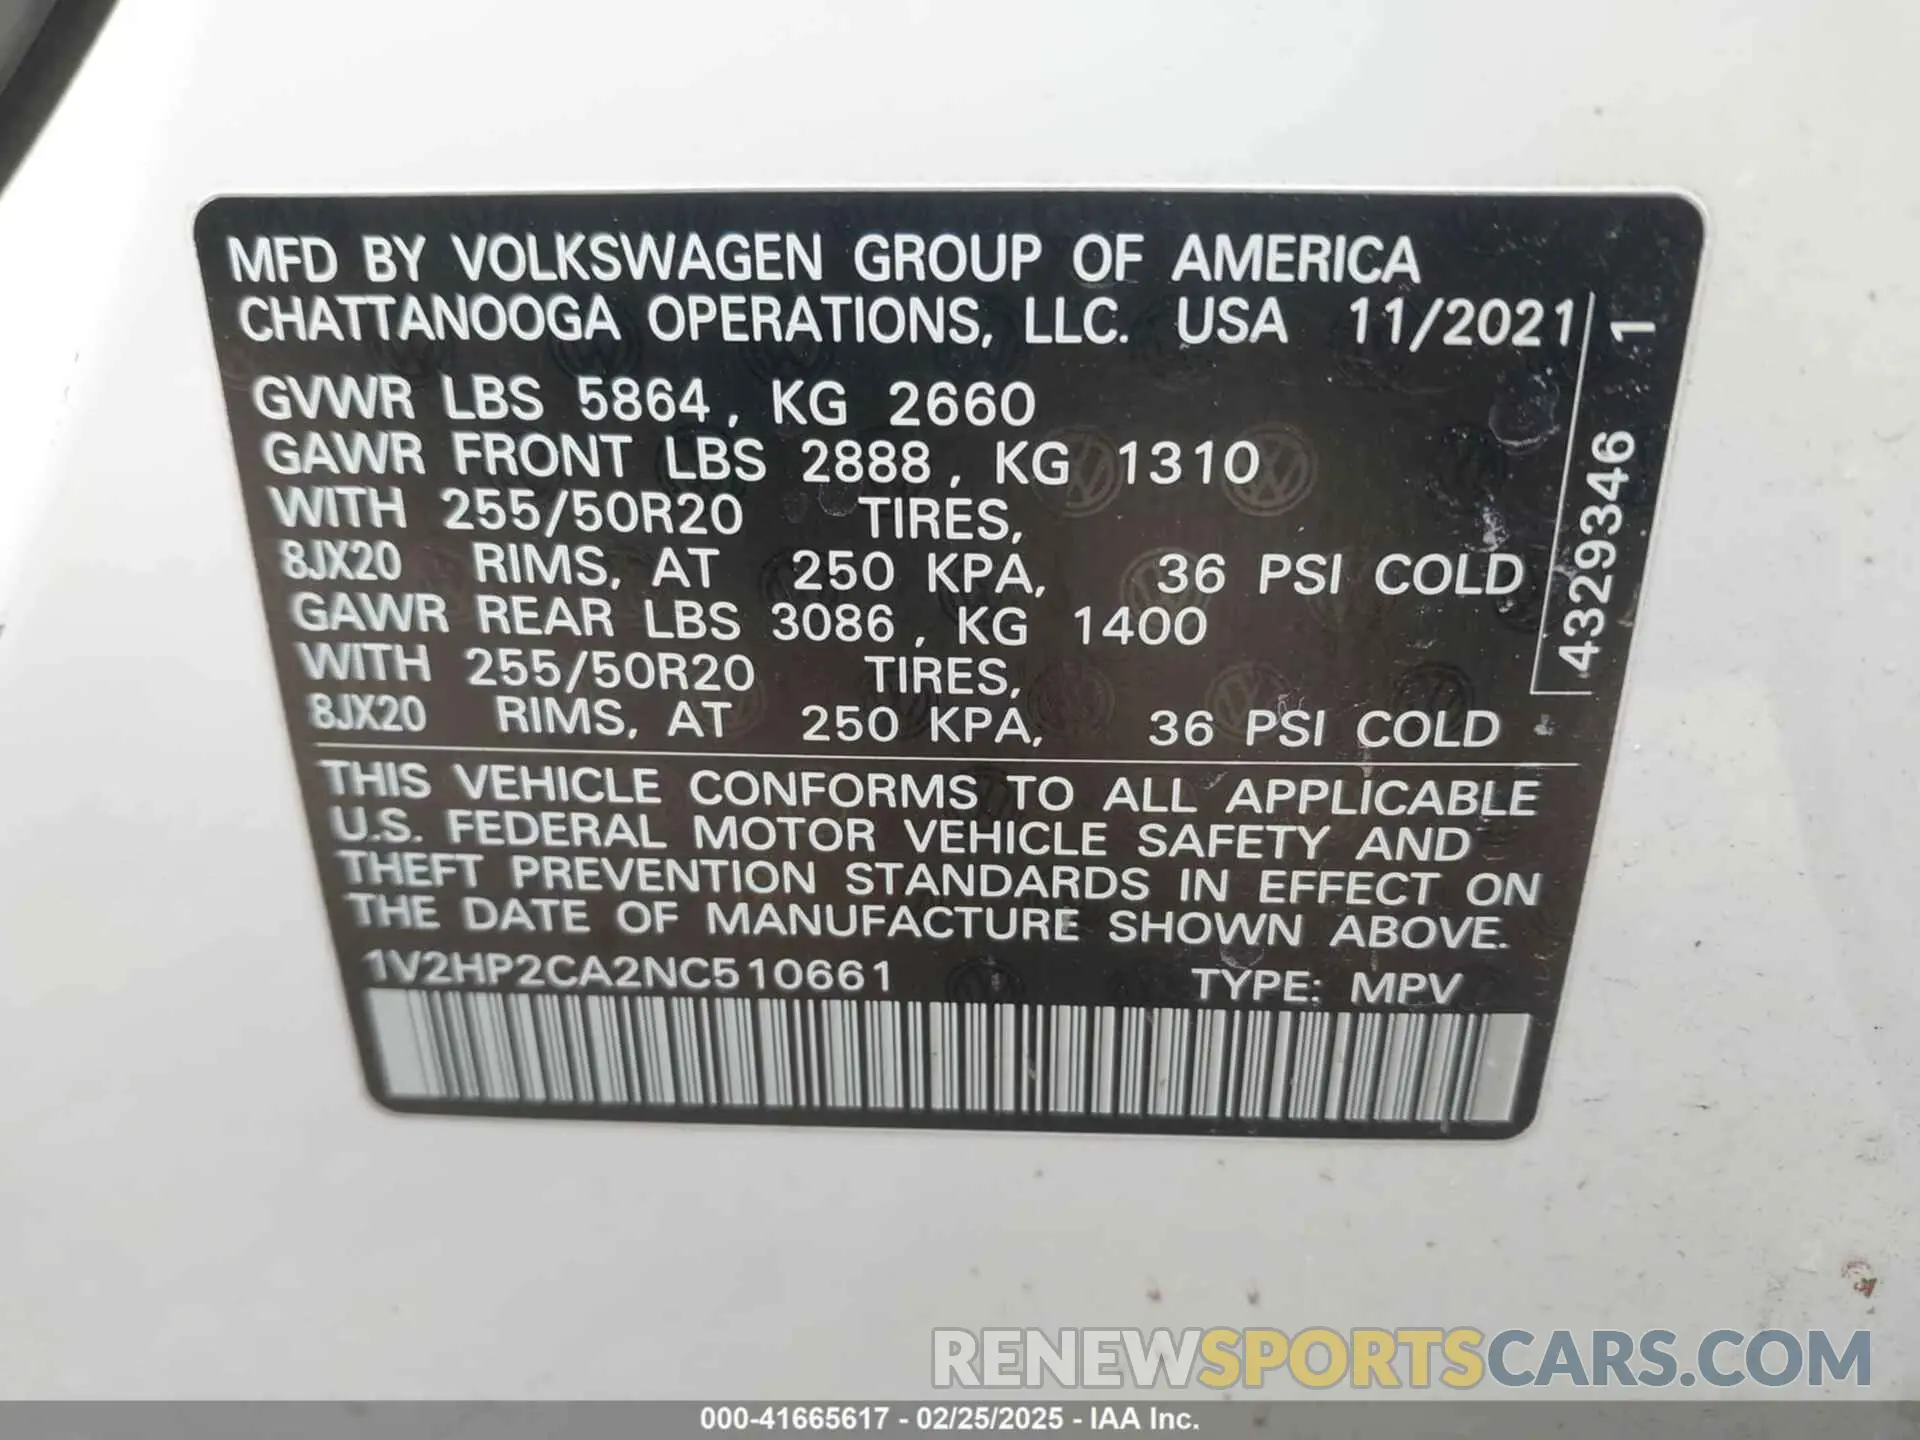 MFD BY VOLKSWAGEN GROUP OF AMERICA
CHATTANOOGA OPERATIONS, LLC. USA 11/2021
GVWR LBS 5864, KG 2660
GAWR FRONT LBS 2888, KG 1310
WITH 255/50R20 TIRES,
8JX20 RIMS, AT 250 KPA, 36 PSI COLD
GAWR REAR LBS 3086, KG 1400
WITH 255/50R20 TIRES,
8JX20 RIMS, AT 250 KPA, 36 PSI COLD
4329346 1
THIS VEHICLE CONFORMS TO ALL APPLICABLE
U.S. FEDERAL MOTOR VEHICLE SAFETY AND
THEFT PREVENTION STANDARDS IN EFFECT ON
THE DATE OF MANUFACTURE SHOWN ABOVE.
1V2HP2CA2NC510661 TYPE: MPV
RENEWSPORTSCARS.COM
000-41665617 - 02/25/2025 - IAA Inc.